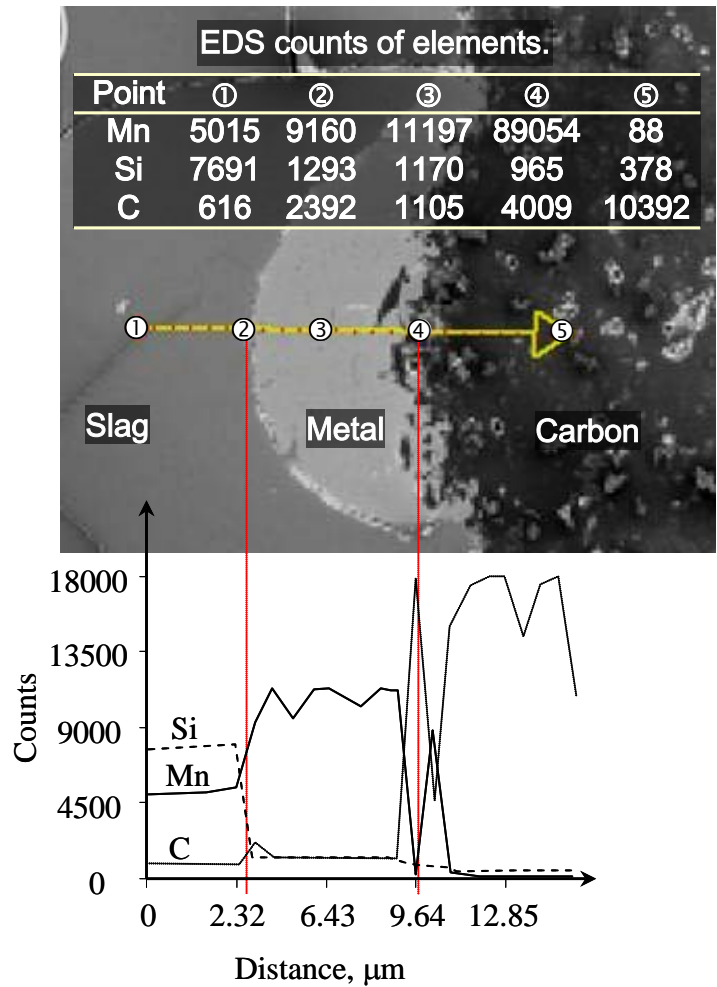 EDS counts of elements.
Point ① ② ③ ④ ⑤
Mn 5015 9160 11197 89054 88
Si 7691 1293 1170 965 378
C 616 2392 1105 4009 10392
① ② ③ ④ ⑤
Slag Metal Carbon
18000
13500
9000
4500
0
Counts
Si
Mn
C
0 2.32 6.43 9.64 12.85
Distance, μm